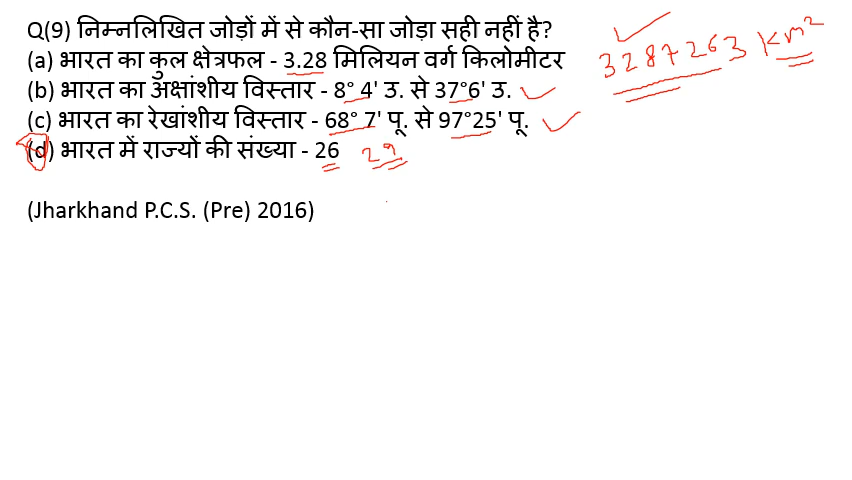 Q(9) निम्नलिखित जोड़ों में से कौन-सा जोड़ा सही नहीं है?
(a) भारत का कुल क्षेत्रफल - 3.28 मिलियन वर्ग किलोमीटर 3287263 Km²
(b) भारत का अक्षांशीय विस्तार - 8° 4' उ. से 37°6' उ.
(c) भारत का रेखांशीय विस्तार - 68° 7' पू. से 97°25' पू.
(d) भारत में राज्यों की संख्या - 26 29
(Jharkhand P.C.S. (Pre) 2016)